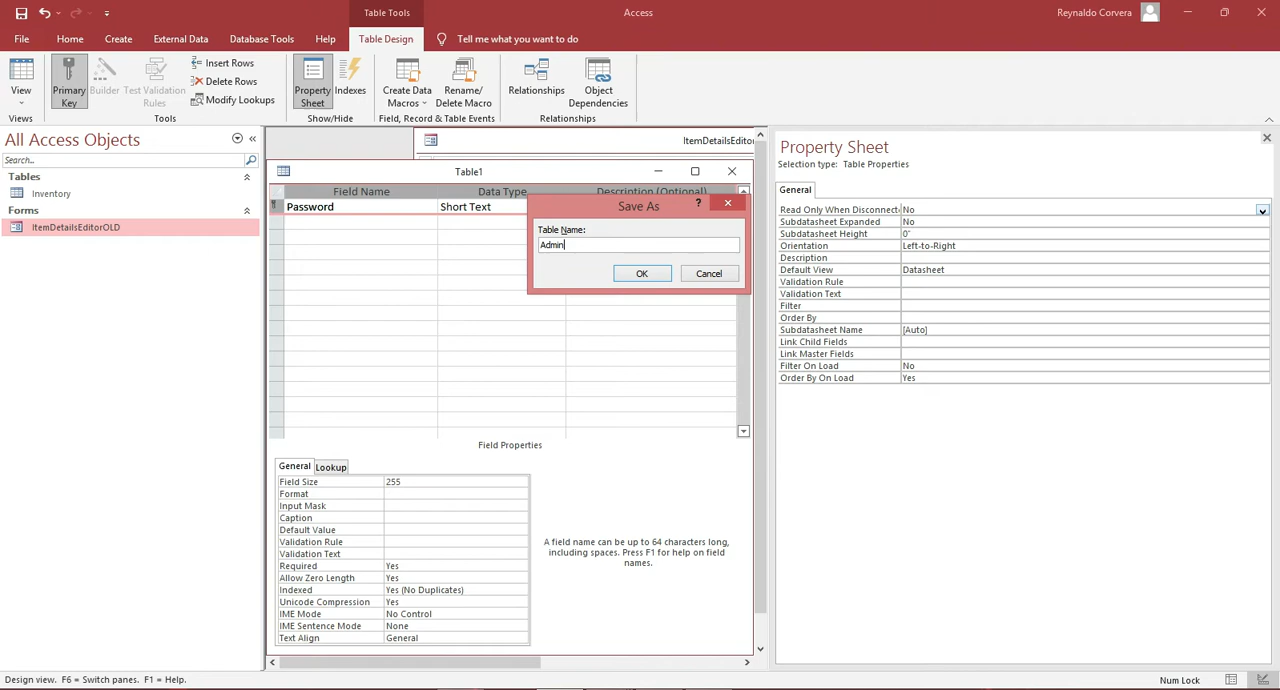 Table Tools
Access
Reynaldo Corvera
File
Home
Create
External Data
Database Tools
Help
Table Design
Tell me what you want to do
View
Primary
Key
Builder
Test Validation
Rules
Insert Rows
Delete Rows
Modify Lookups
Property
Sheet
Indexes
Create Data
Macros
Rename/
Delete Macro
Relationships
Object
Dependencies
Views
Tools
Show/Hide
Field, Record & Table Events
Relationships
All Access Objects
Search...
Tables
Inventory
Forms
ItemDetailsEditorOLD
ItemDetailsEditor
Table1
Field Name
Data Type
Description (Optional)
Password
Short Text
Save As
?
Table Name:
Admin
OK
Cancel
Field Properties
General
Lookup
Field Size 255
Format
Input Mask
Caption
Default Value
Validation Rule
Validation Text
Required Yes
Allow Zero Length Yes
Indexed Yes (No Duplicates)
Unicode Compression Yes
IME Mode No Control
IME Sentence Mode None
Text Align General
A field name can be up to 64 characters long,
including spaces. Press F1 for help on field
names.
Property Sheet
Selection type: Table Properties
General
Read Only When Disconnect No
Subdatasheet Expanded No
Subdatasheet Height 0"
Orientation Left-to-Right
Description
Default View Datasheet
Validation Rule
Validation Text
Filter
Order By
Subdatasheet Name [Auto]
Link Child Fields
Link Master Fields
Filter On Load No
Order By On Load Yes
Design view. F6 = Switch panes. F1 = Help.
Num Lock